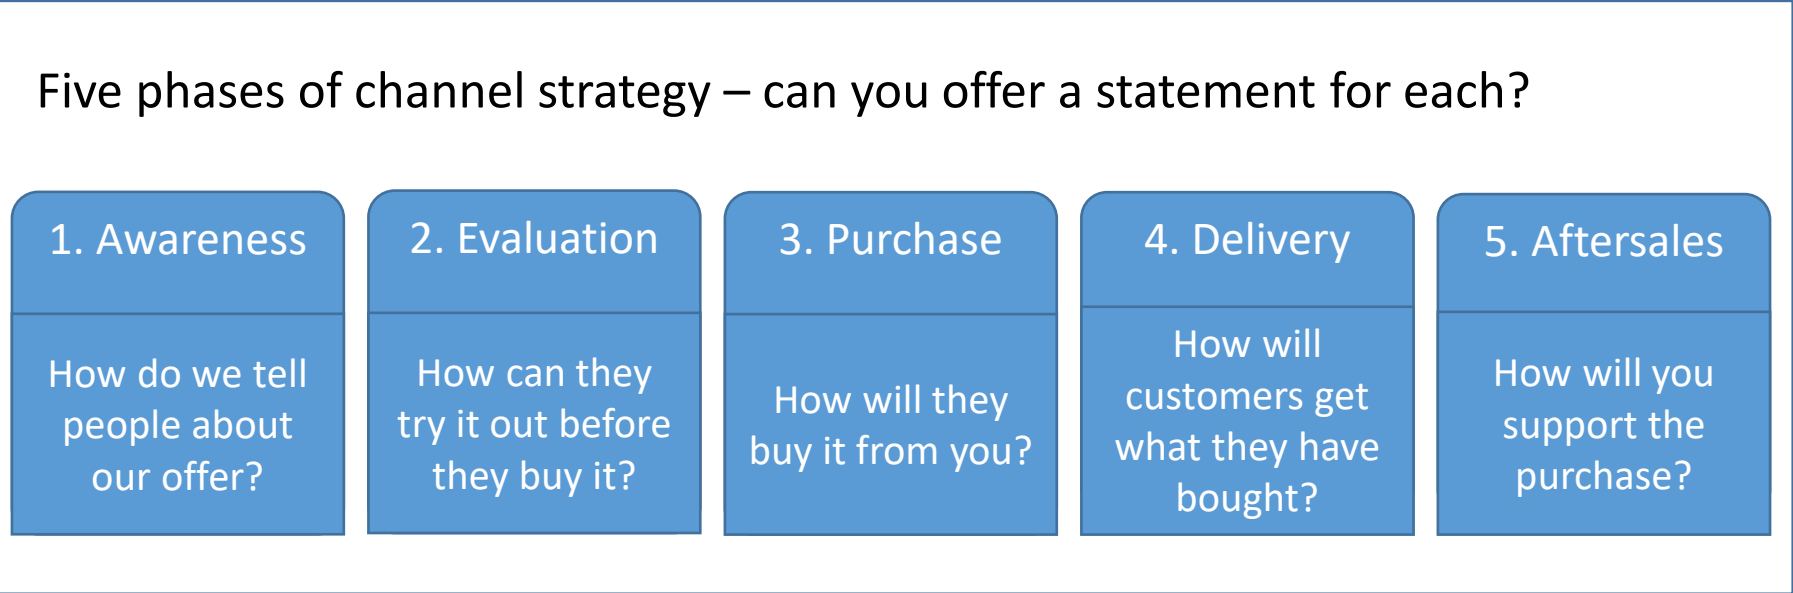 Five phases of channel strategy – can you offer a statement for each?
1. Awareness
How do we tell
people about
our offer?
2. Evaluation
How can they
try it out before
they buy it?
3. Purchase
How will they
buy it from you?
4. Delivery
How will
customers get
what they have
bought?
5. Aftersales
How will you
support the
purchase?